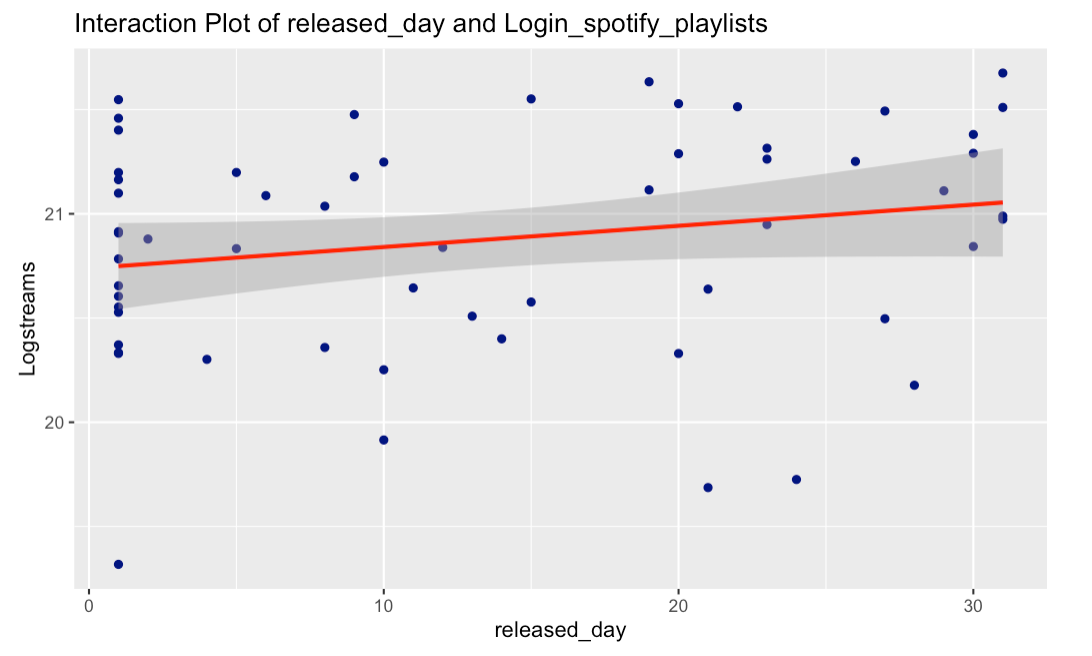 Interaction Plot of released_day and Login_spotify_playlists
Logstreams
21
20
0 10 20 30
released_day